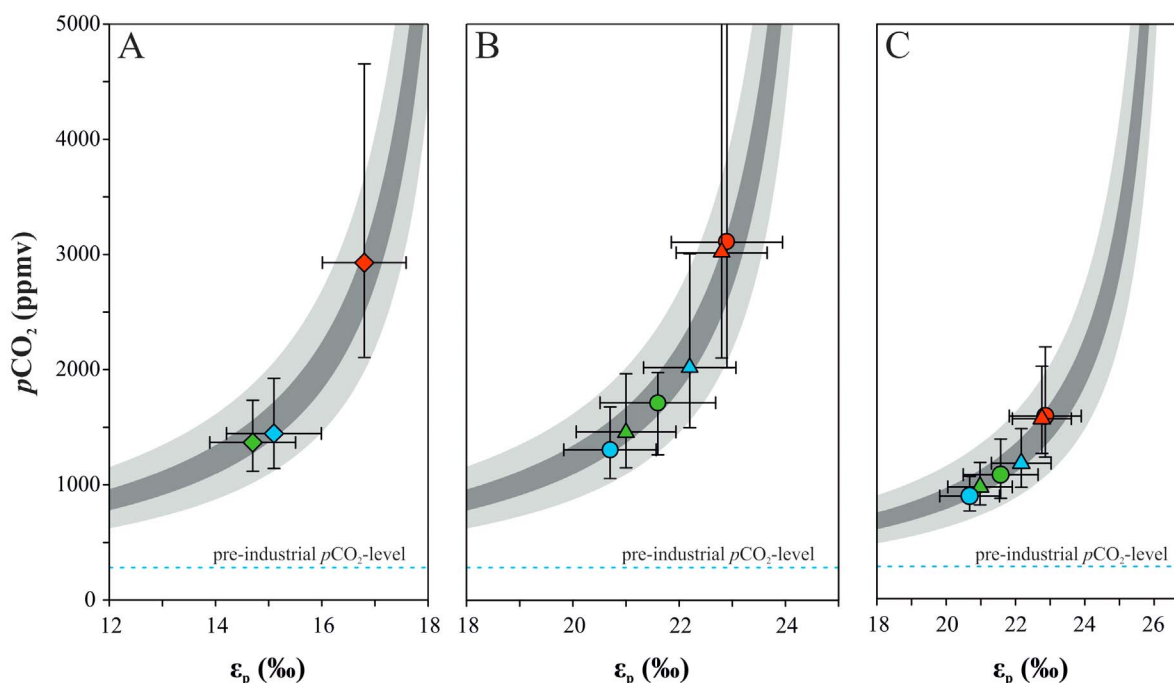 A
B
C
pCO₂ (ppmv)
5000
4000
3000
2000
1000
0
pre-industrial pCO₂-level
pre-industrial pCO₂-level
pre-industrial pCO₂-level
12 14 16 18
18 20 22 24
18 20 22 24 26
εₚ (‰)
εₚ (‰)
εₚ (‰)